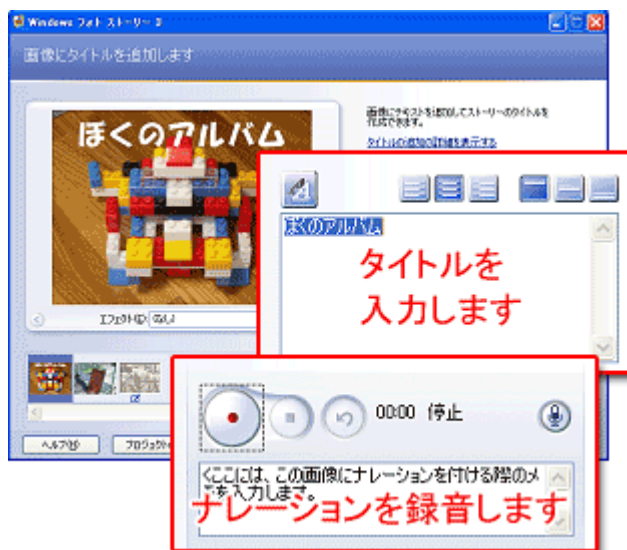 Windows フォト ストーリー 3
画像にタイトルを追加します
画像にテキストを追加してストーリーのタイトルを
作成できます。
タイトルの追加の詳細を表示する
ぼくのアルバム
ぼくのアルバム
タイトルを
入力します
エフェクト(E):
なし
00:00 停止
ヘルプ(H)
プロジェクト
<ここには、この画像にナレーションを付ける際のメ
を入力します。
ナレーションを録音します